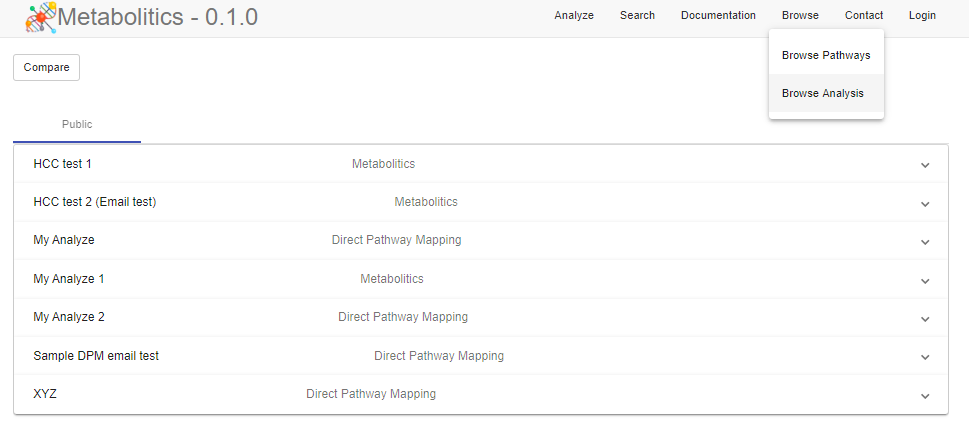 Metabolitics - 0.1.0
Analyze Search Documentation Browse Contact Login
Browse Pathways
Browse Analysis
Compare
Public
HCC test 1 Metabolitics
HCC test 2 (Email test) Metabolitics
My Analyze Direct Pathway Mapping
My Analyze 1 Metabolitics
My Analyze 2 Direct Pathway Mapping
Sample DPM email test Direct Pathway Mapping
XYZ Direct Pathway Mapping